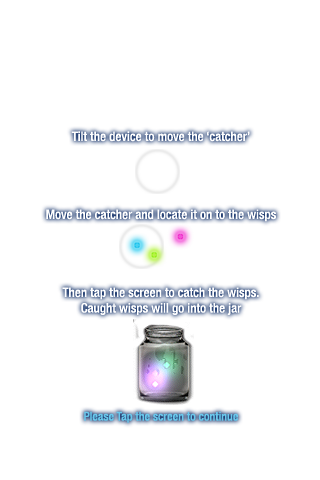 Tilt the device to move the 'catcher'
Move the catcher and locate it on to the wisps
Then tap the screen to catch the wisps.
Caught wisps will go into the jar
Please Tap the screen to continue